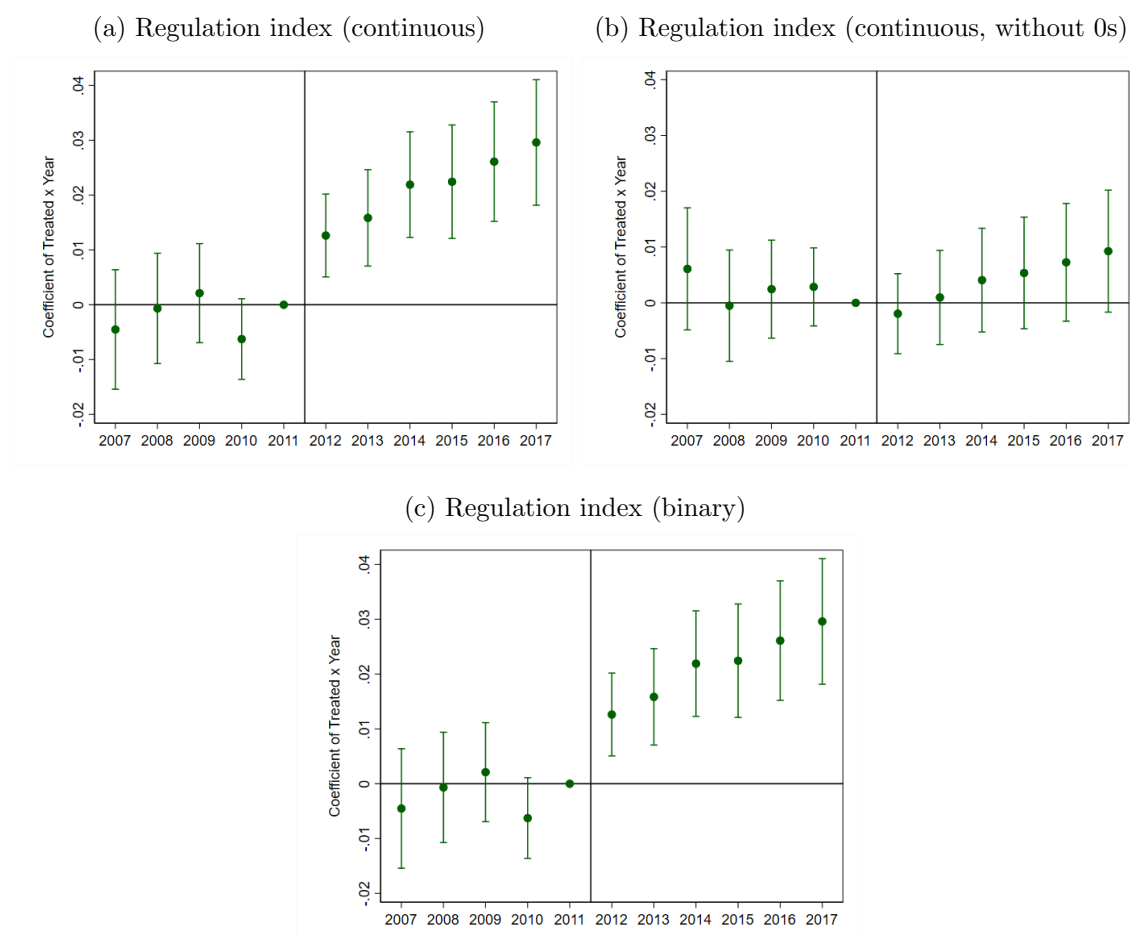 (a) Regulation index (continuous)
Coefficient of Treated x Year
.04
.03
.02
.01
0
-.01
-.02
2007 2008 2009 2010 2011 2012 2013 2014 2015 2016 2017
(b) Regulation index (continuous, without 0s)
Coefficient of Treated x Year
.04
.03
.02
.01
0
-.01
-.02
2007 2008 2009 2010 2011 2012 2013 2014 2015 2016 2017
(c) Regulation index (binary)
Coefficient of Treated x Year
.04
.03
.02
.01
0
-.01
-.02
2007 2008 2009 2010 2011 2012 2013 2014 2015 2016 2017